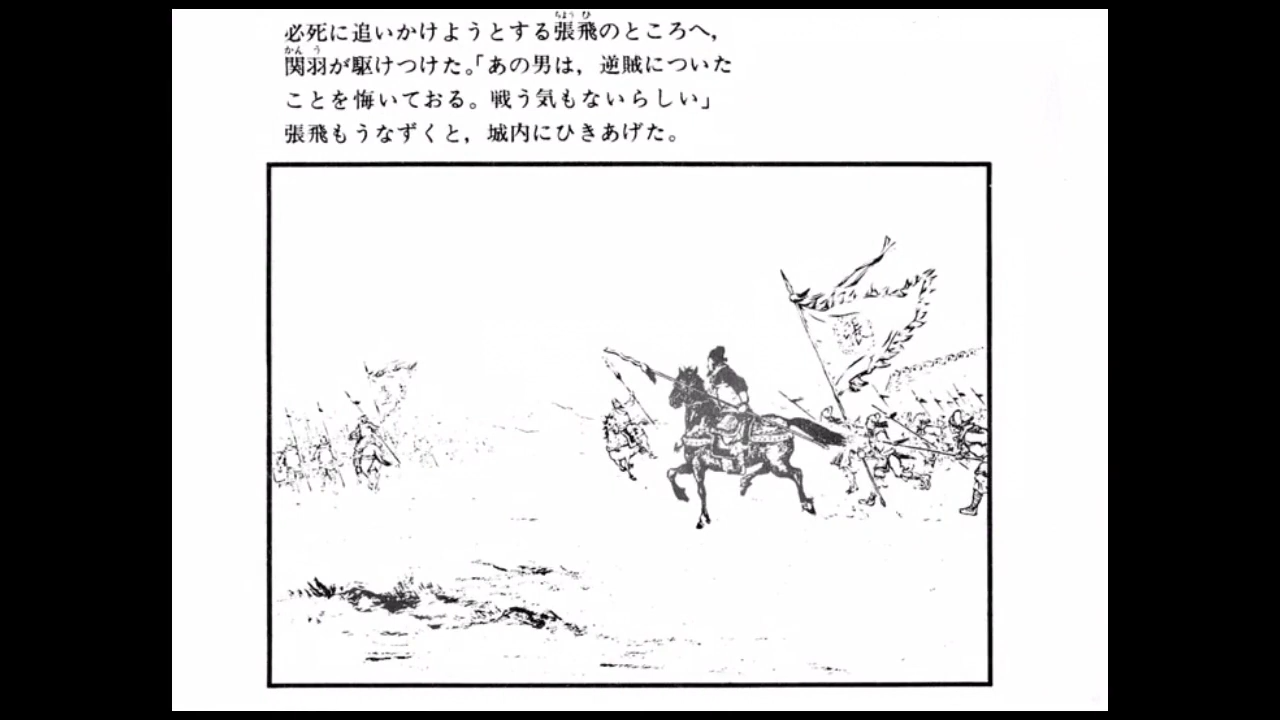 必死に追いかけようとする張飛のところへ，
関羽が駆けつけた。「あの男は，逆賊についた
ことを悔いておる。戦う気もないらしい」
張飛もうなずくと，城内にひきあげた。
張